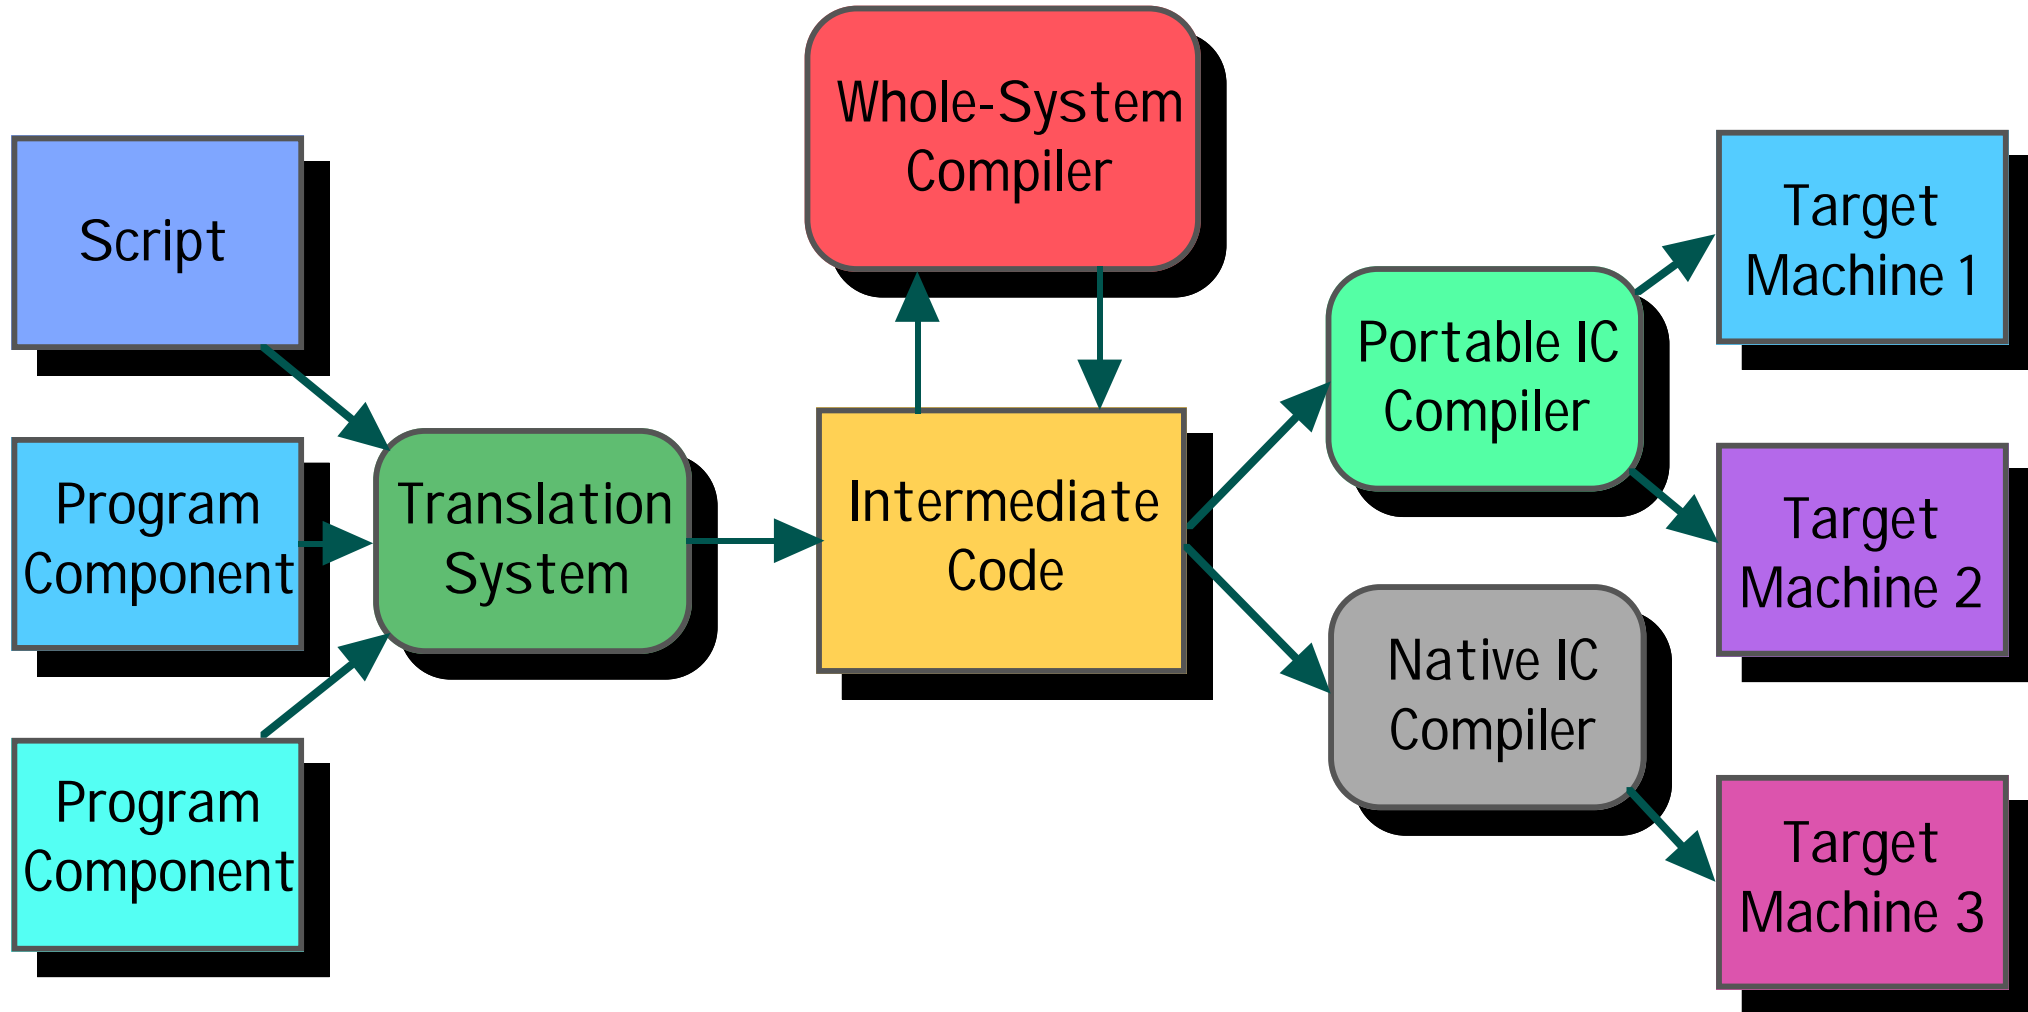 Script
Program
Component
Program
Component
Translation
System
Whole-System
Compiler
Intermediate
Code
Portable IC
Compiler
Native IC
Compiler
Target
Machine 1
Target
Machine 2
Target
Machine 3